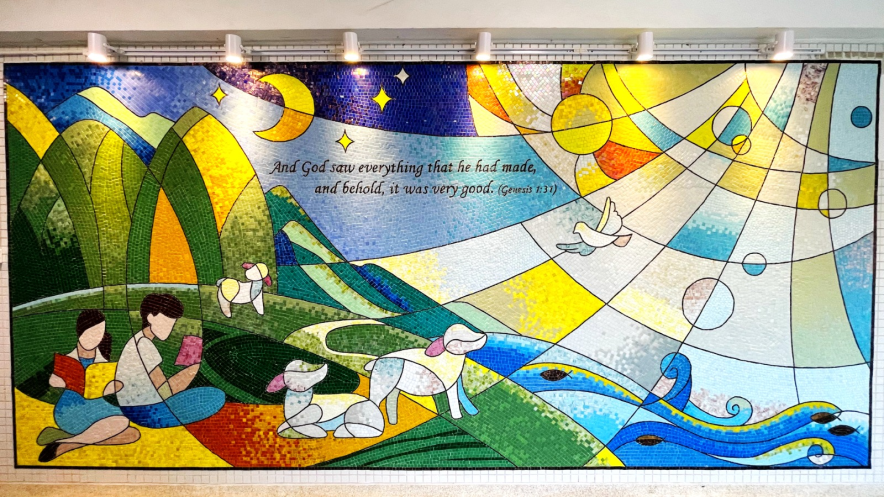 And God saw everything that he had made,
and behold, it was very good. (Genesis 1:31)